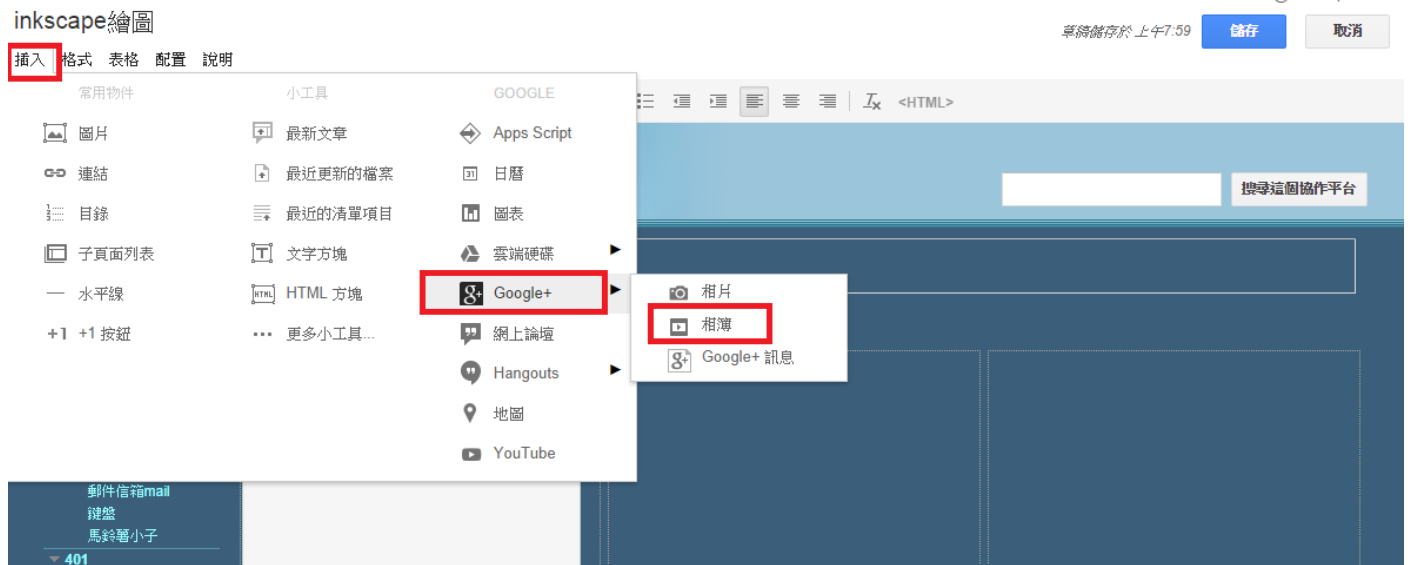 inkscape繪圖
草稿儲存於 上午7:59
儲存
取消
插入 格式 表格 配置 說明
<HTML>
常用物件
圖片
連結
目錄
子頁面列表
水平線
+1 +1 按鈕
小工具
最新文章
最近更新的檔案
最近的清單項目
文字方塊
HTML HTML 方塊
更多小工具...
GOOGLE
Apps Script
31 日曆
圖表
雲端硬碟
g+ Google+
網上論壇
Hangouts
地圖
YouTube
相片
相簿
g+ Google+ 訊息
搜尋這個協作平台
郵件信箱mail
鍵盤
馬鈴薯小子
401